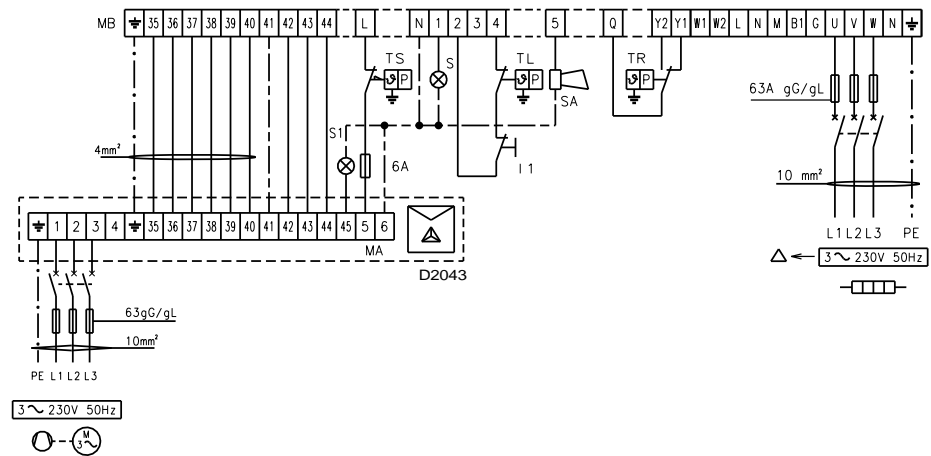 MB 35 36 37 38 39 40 41 42 43 44 L N 1 2 3 4 5 Q Y2 Y1 W1 W2 L N M B1 G U V W N
TS
S
TL
SA
TR
63A gG/gL
ϑ P
ϑ P
ϑ P
S1
6A
I 1
4mm²
10 mm²
35 36 37 38 39 40 41 42 43 44 45 5 6
1 2 3 4
MA
D2043
L1 L2 L3 PE
3~ 230V 50Hz
63gG/gL
10mm²
PE L1 L2 L3
3~ 230V 50Hz
M
3~